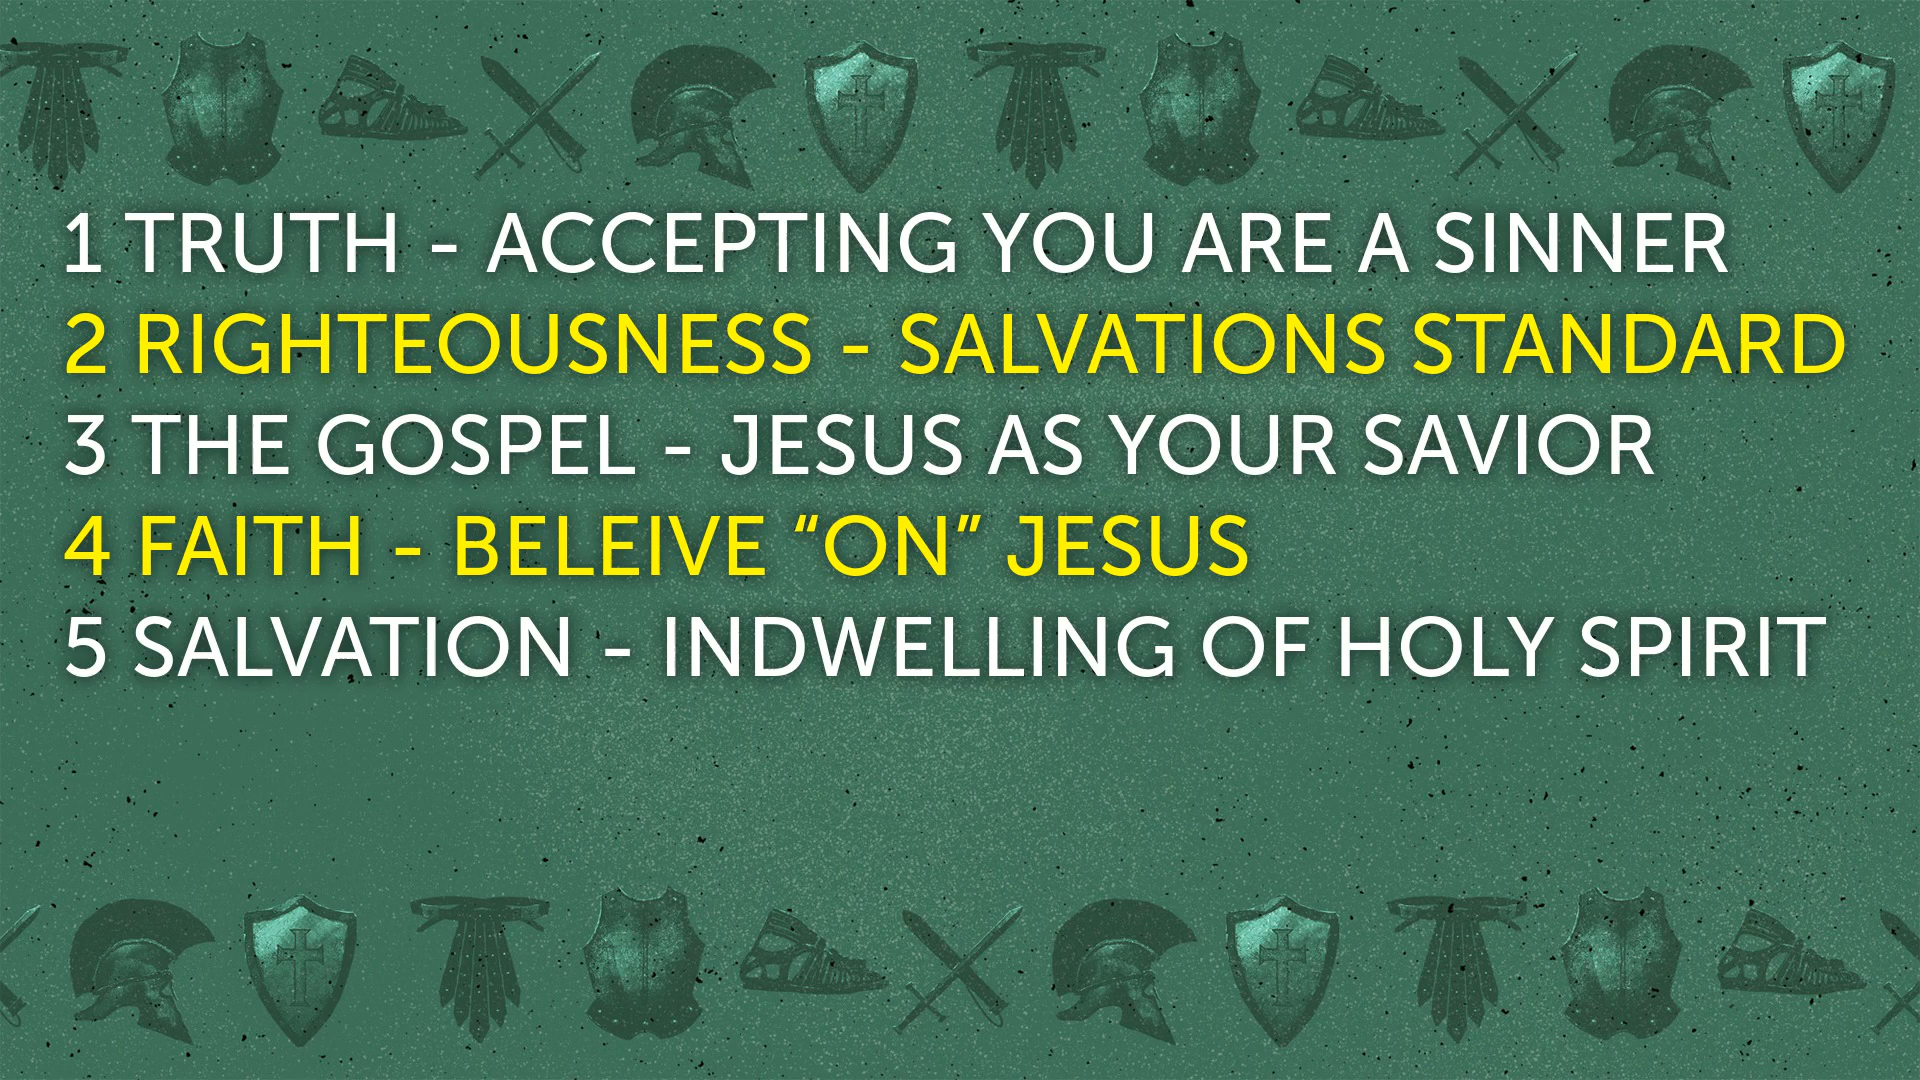 1 TRUTH - ACCEPTING YOU ARE A SINNER
2 RIGHTEOUSNESS - SALVATIONS STANDARD
3 THE GOSPEL - JESUS AS YOUR SAVIOR
4 FAITH - BELEIVE “ON” JESUS
5 SALVATION - INDWELLING OF HOLY SPIRIT